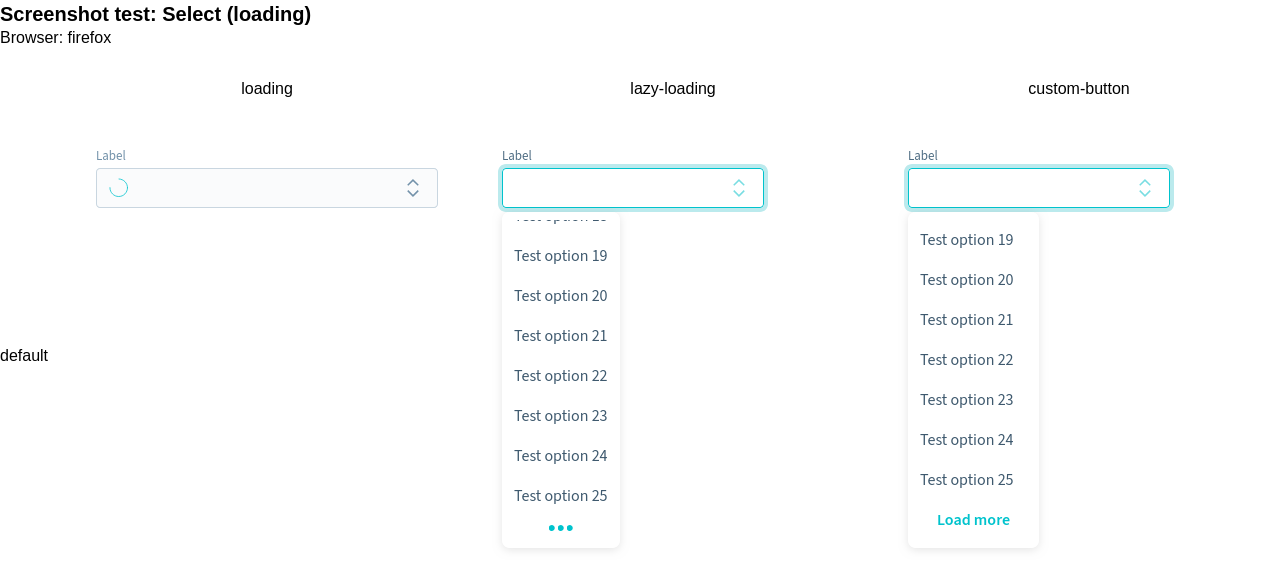 Screenshot test: Select (loading)
Browser: firefox
loading
lazy-loading
custom-button
default
Label
Label
Test option 19
Test option 20
Test option 21
Test option 22
Test option 23
Test option 24
Test option 25
Label
Test option 19
Test option 20
Test option 21
Test option 22
Test option 23
Test option 24
Test option 25
Load more